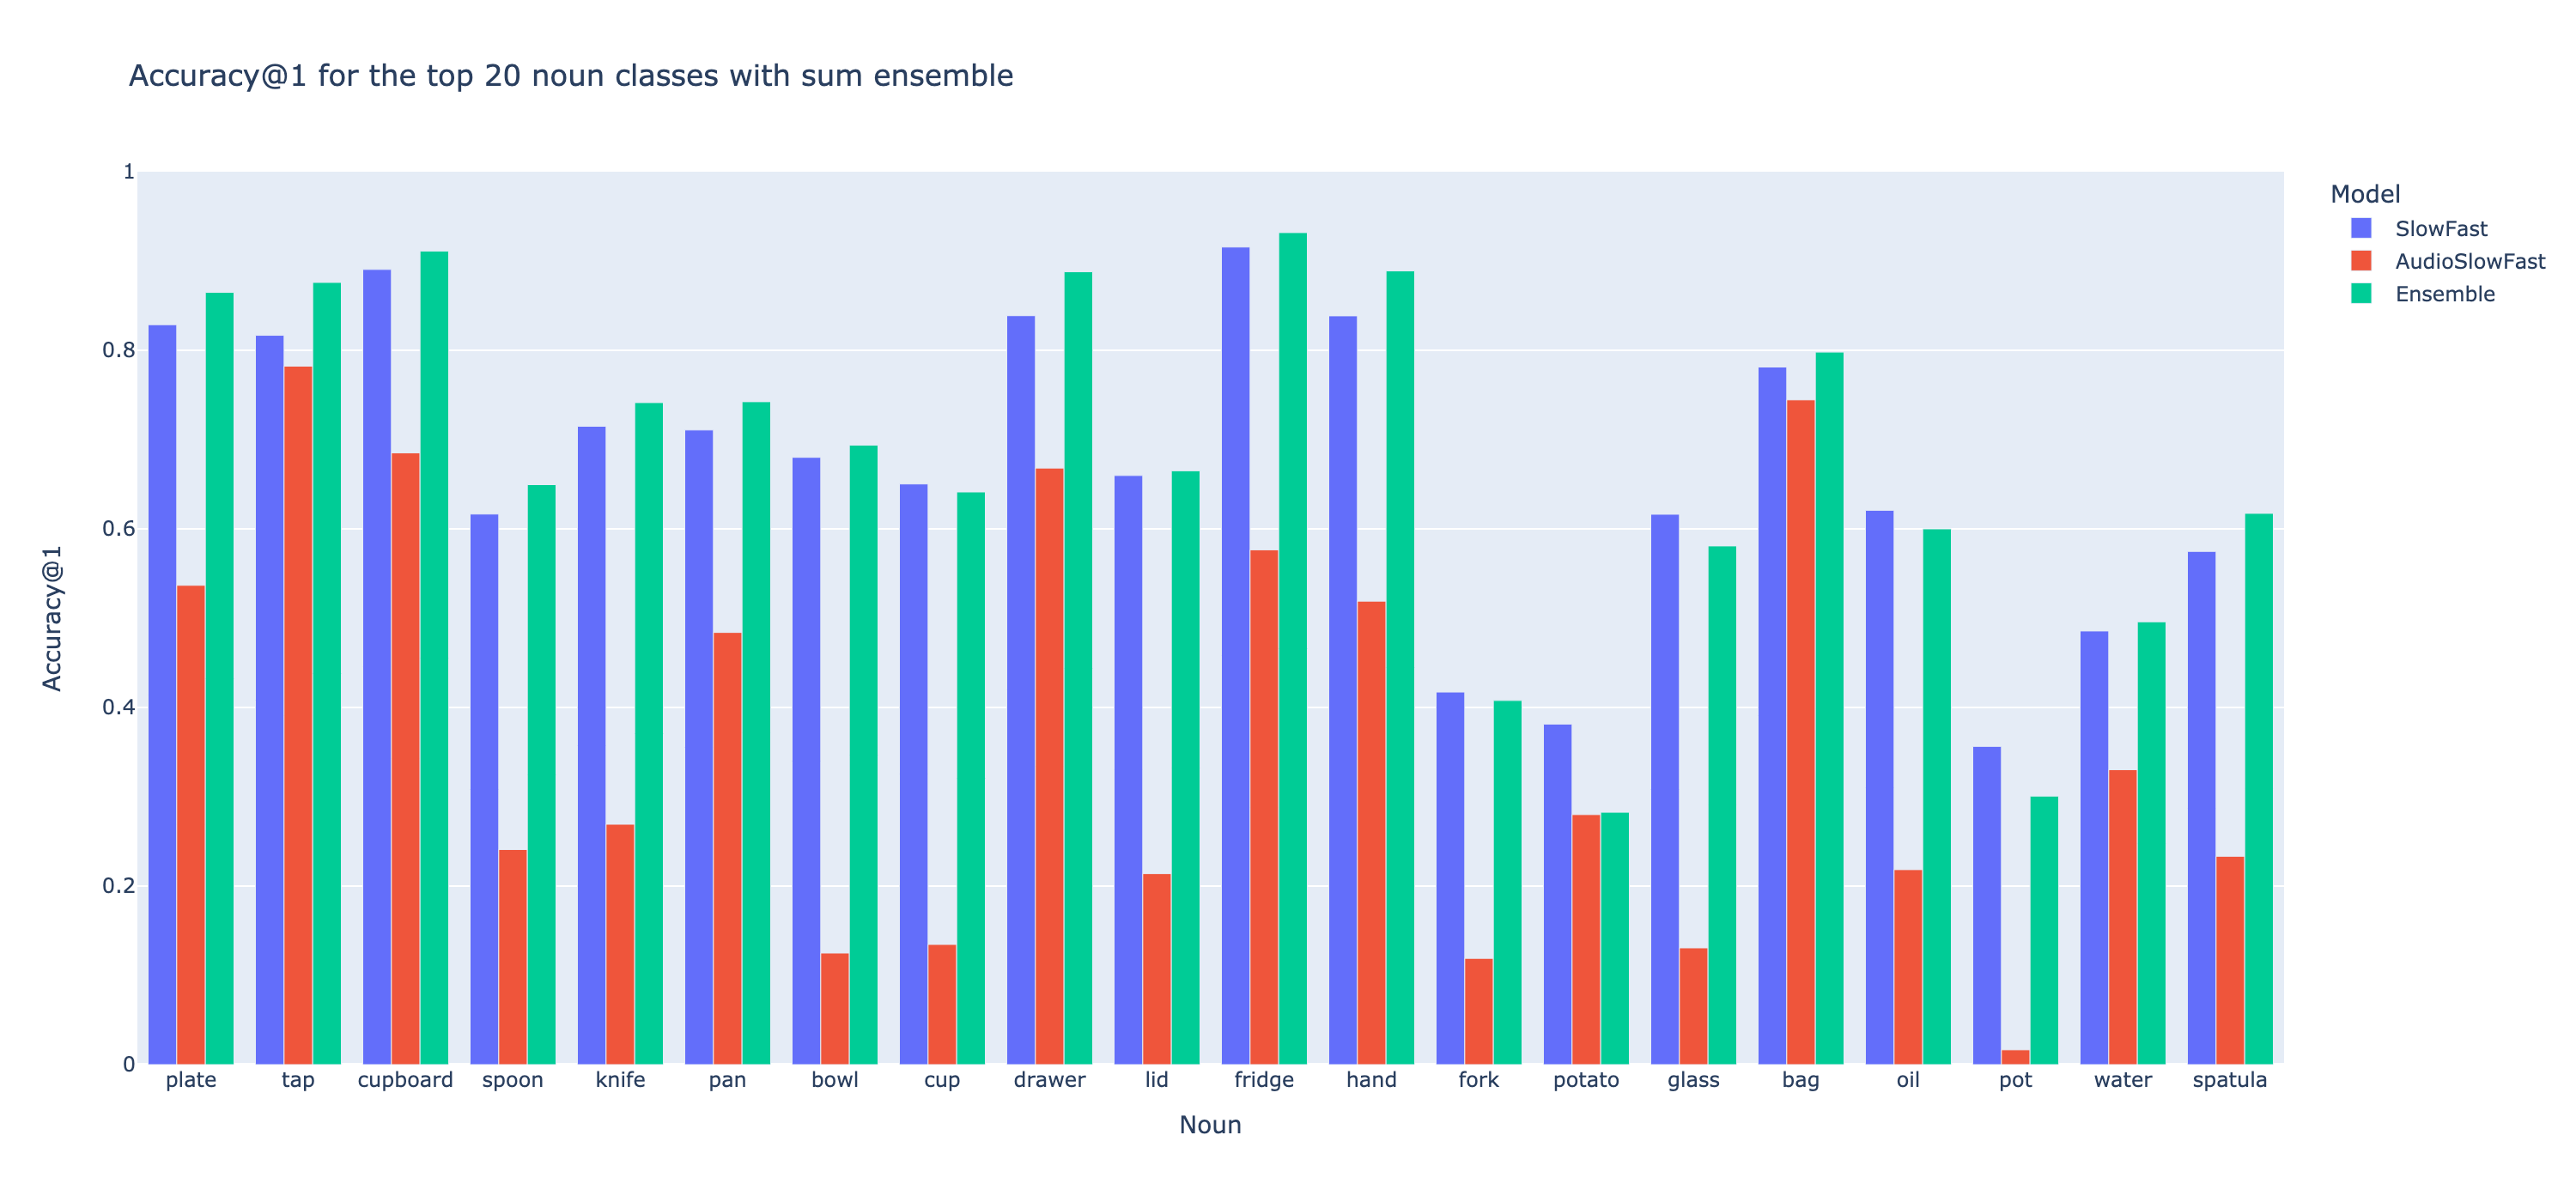 Accuracy@1 for the top 20 noun classes with sum ensemble
Model
SlowFast
AudioSlowFast
Ensemble
Accuracy@1
1
0.8
0.6
0.4
0.2
0
plate tap cupboard spoon knife pan bowl cup drawer lid fridge hand fork potato glass bag oil pot water spatula
Noun